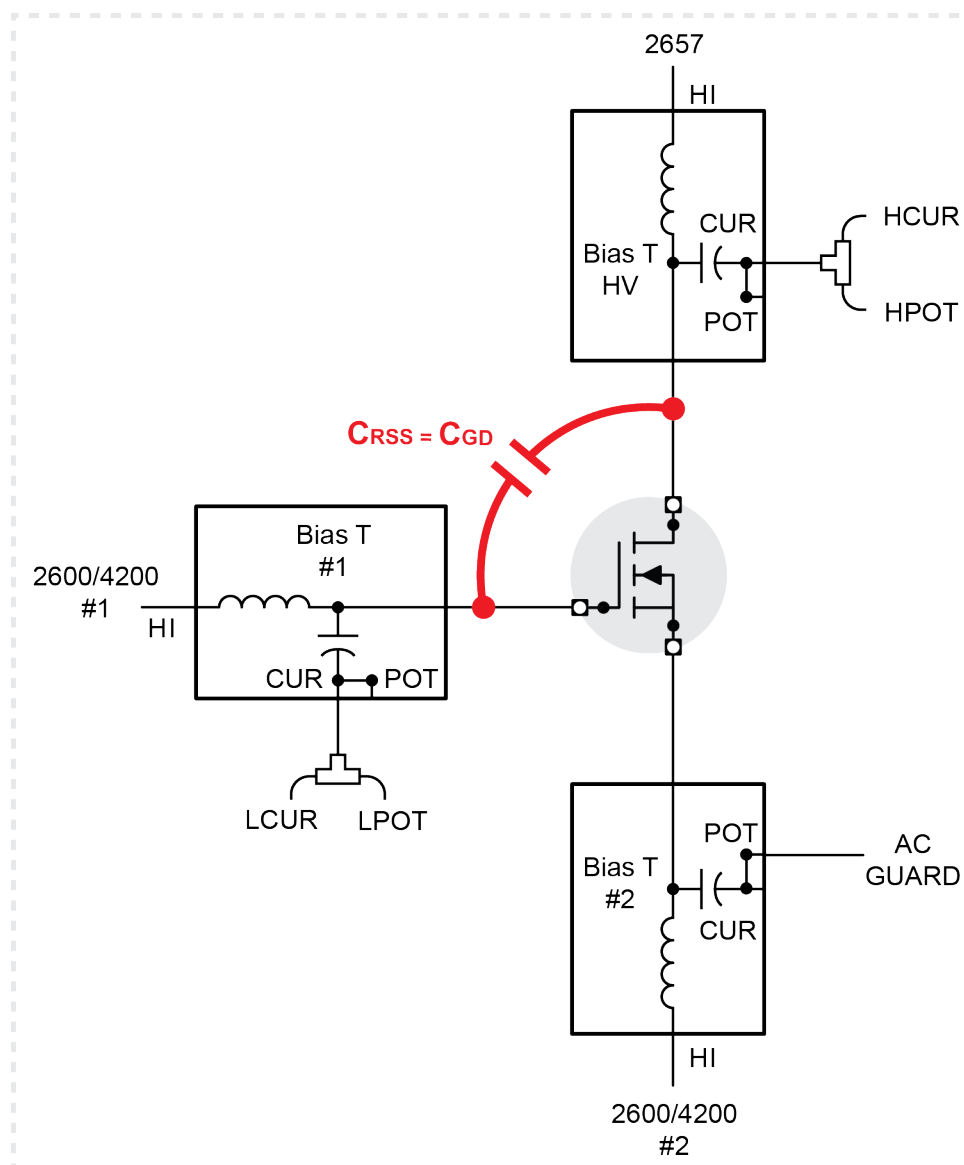 2657
HI
CUR
HCUR
Bias T
HV
POT
HPOT
CRSS = CGD
Bias T
#1
2600/4200
#1
HI
CUR
POT
LCUR
LPOT
POT
AC
GUARD
Bias T
#2
CUR
HI
2600/4200
#2